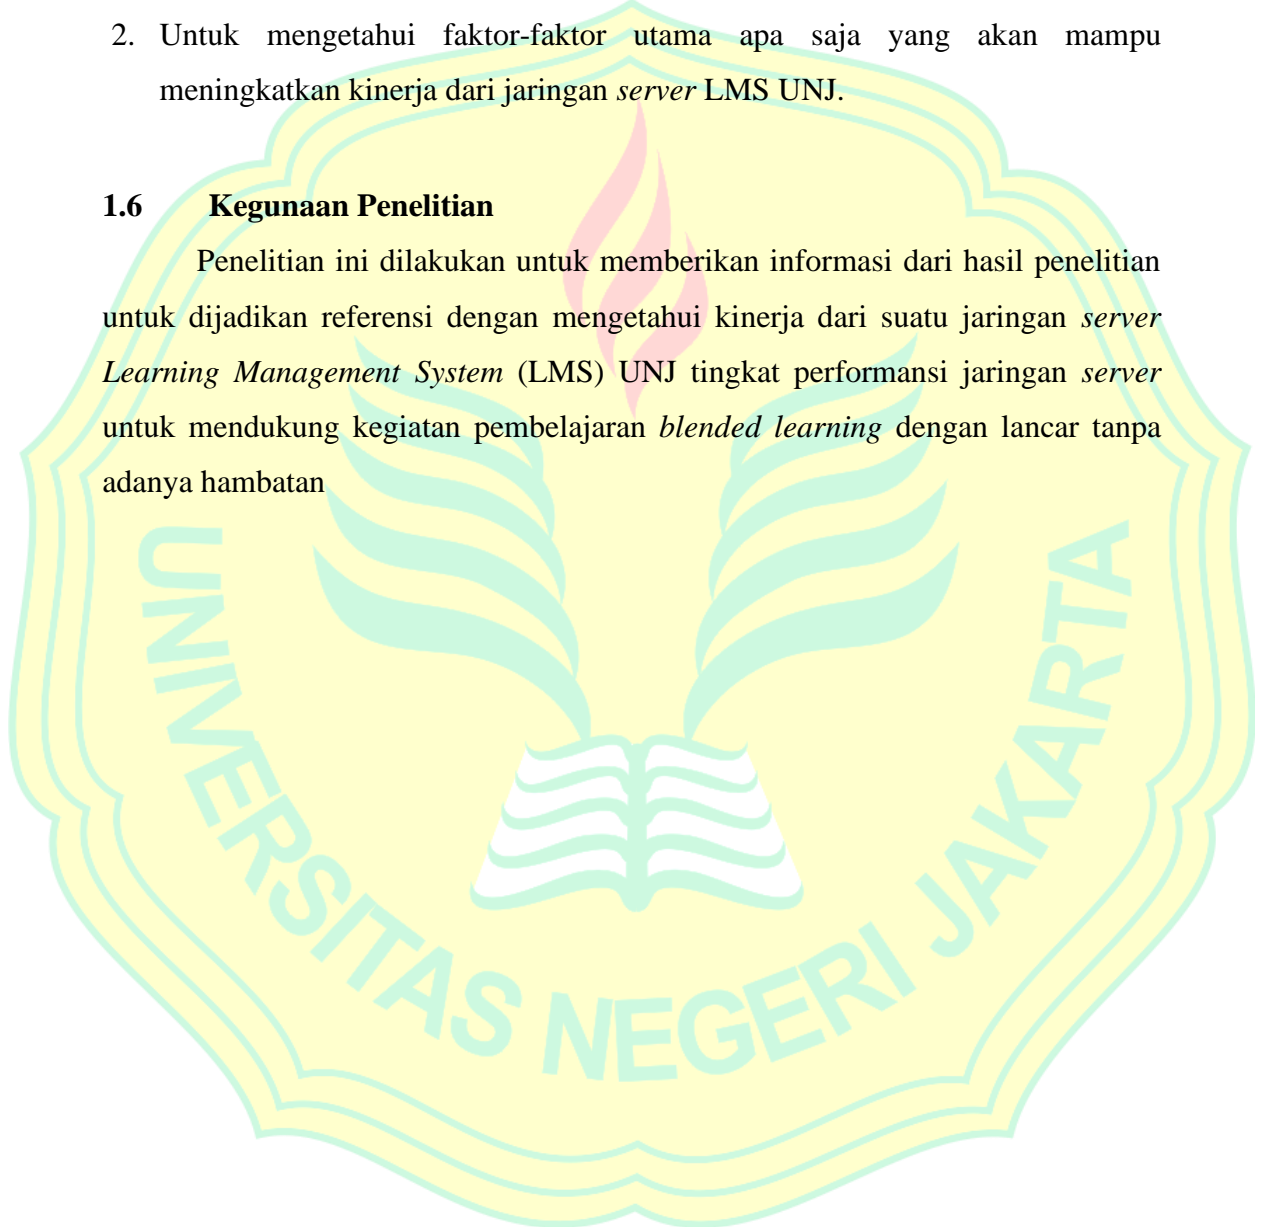 2. Untuk mengetahui faktor-faktor utama apa saja yang akan mampu
meningkatkan kinerja dari jaringan server LMS UNJ.
1.6 Kegunaan Penelitian
Penelitian ini dilakukan untuk memberikan informasi dari hasil penelitian
untuk dijadikan referensi dengan mengetahui kinerja dari suatu jaringan server
Learning Management System (LMS) UNJ tingkat performansi jaringan server
untuk mendukung kegiatan pembelajaran blended learning dengan lancar tanpa
adanya hambatan
UNIVERSITAS NEGERI JAKARTA